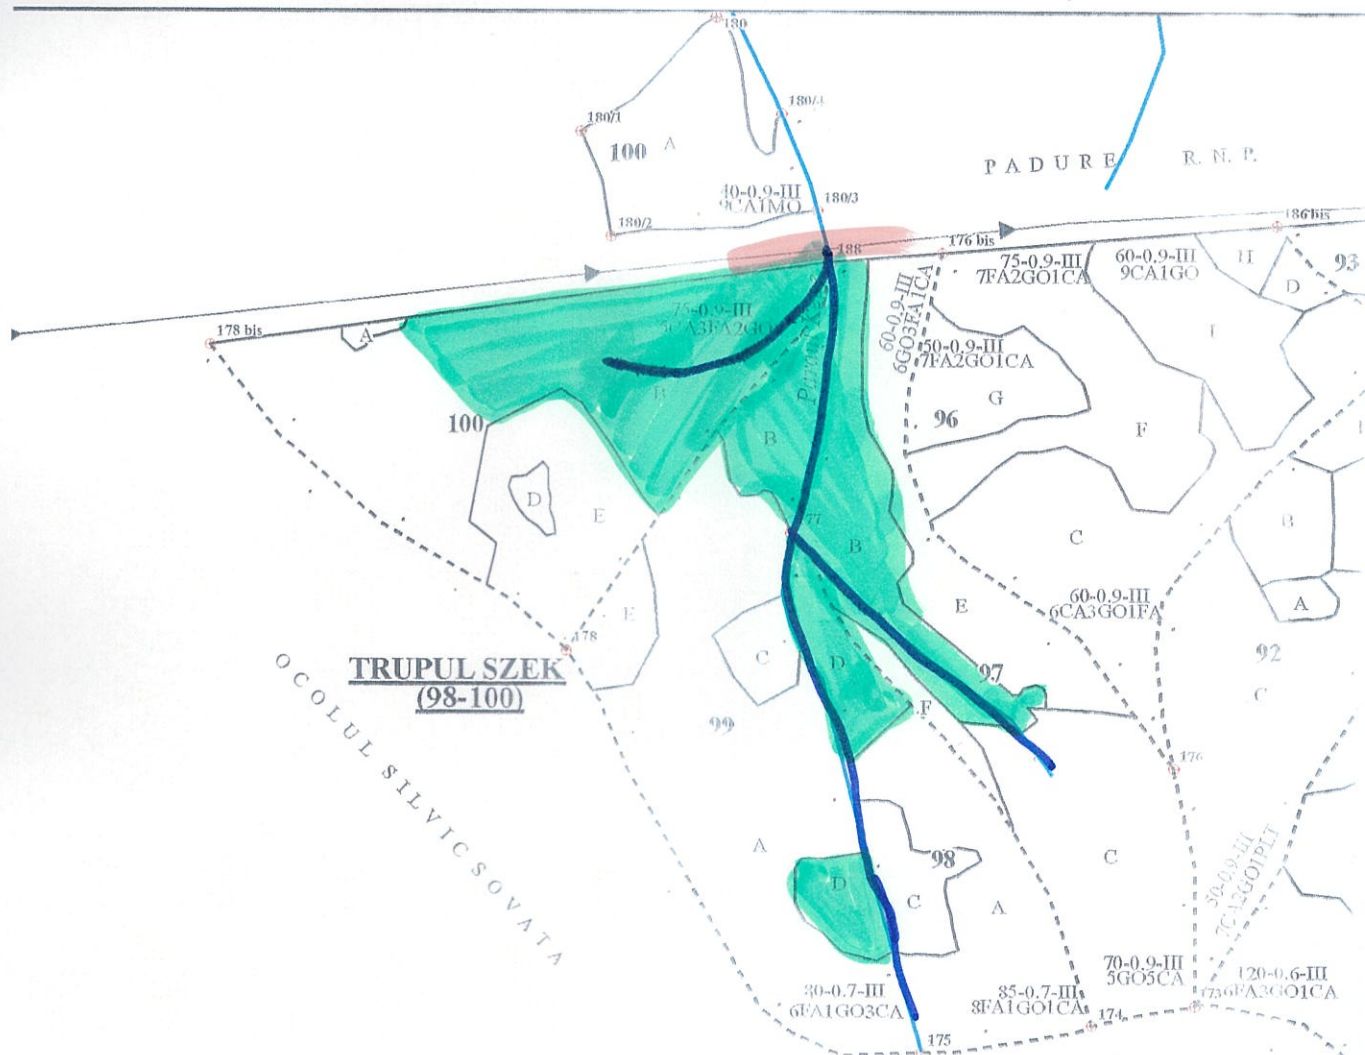 180
180/4
180/1
100 A
PADURE R. N. P.
40-0.9-III
9CA1MO
180/3
180/2
186 bis
188
176 bis
75-0.9-III
7FA2GO1CA
60-0.9-III
9CA1GO
H
93
D
60-0.9-III
6GO3FA1CA
75-0.9-III
5CA3FA2GO
178 bis
A
I
50-0.9-III
7FA2GO1CA
B
G
100
96
F
B
D
E
77
B
C
B
60-0.9-III
6CA3GO1FA
A
E
E
178
C
D
92
TRUPUL SZEK
(98-100)
97
C
F
99
OCOLUL SILVIC SOVATA
176
A
98
C
50-0.9-III
7CA2GO1PLT
D
C
A
70-0.9-III
5GO5CA
120-0.6-III
6FA3GO1CA
80-0.7-III
6FA1GO3CA
85-0.7-III
8FA1GO1CA
173
174
175